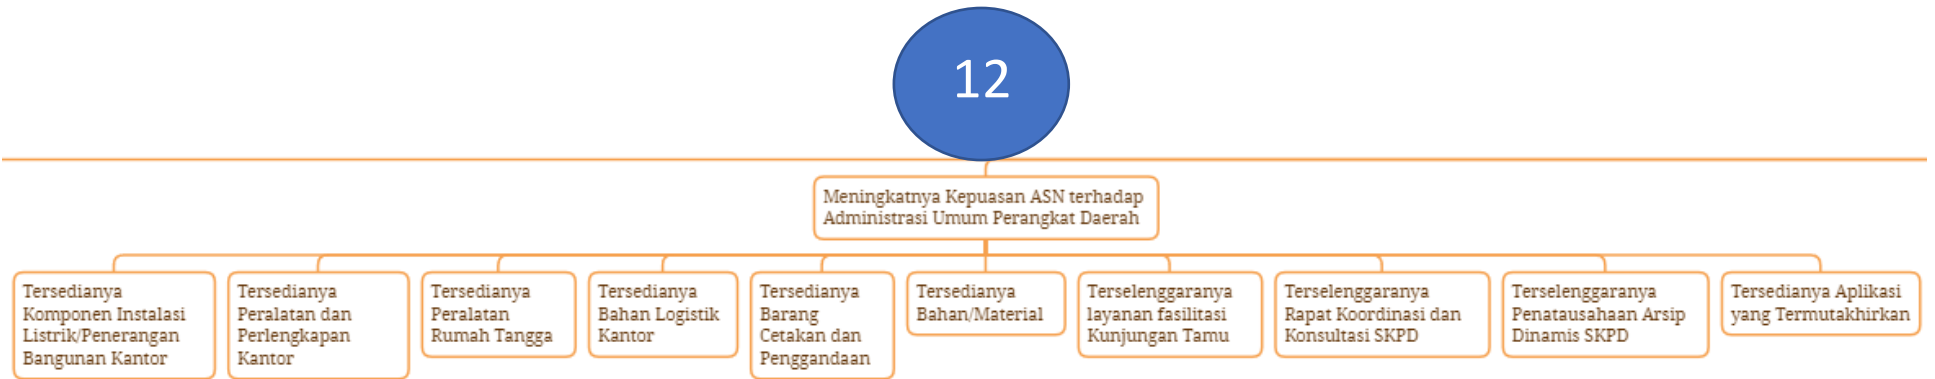 12
Meningkatnya Kepuasan ASN terhadap
Administrasi Umum Perangkat Daerah
Tersedianya
Komponen Instalasi
Listrik/Penerangan
Bangunan Kantor
Tersedianya
Peralatan dan
Perlengkapan
Kantor
Tersedianya
Peralatan
Rumah Tangga
Tersedianya
Bahan Logistik
Kantor
Tersedianya
Barang
Cetakan dan
Penggandaan
Tersedianya
Bahan/Material
Terselenggaranya
layanan fasilitasi
Kunjungan Tamu
Terselenggaranya
Rapat Koordinasi dan
Konsultasi SKPD
Terselenggaranya
Penatausahaan Arsip
Dinamis SKPD
Tersedianya Aplikasi
yang Termutakhirkan